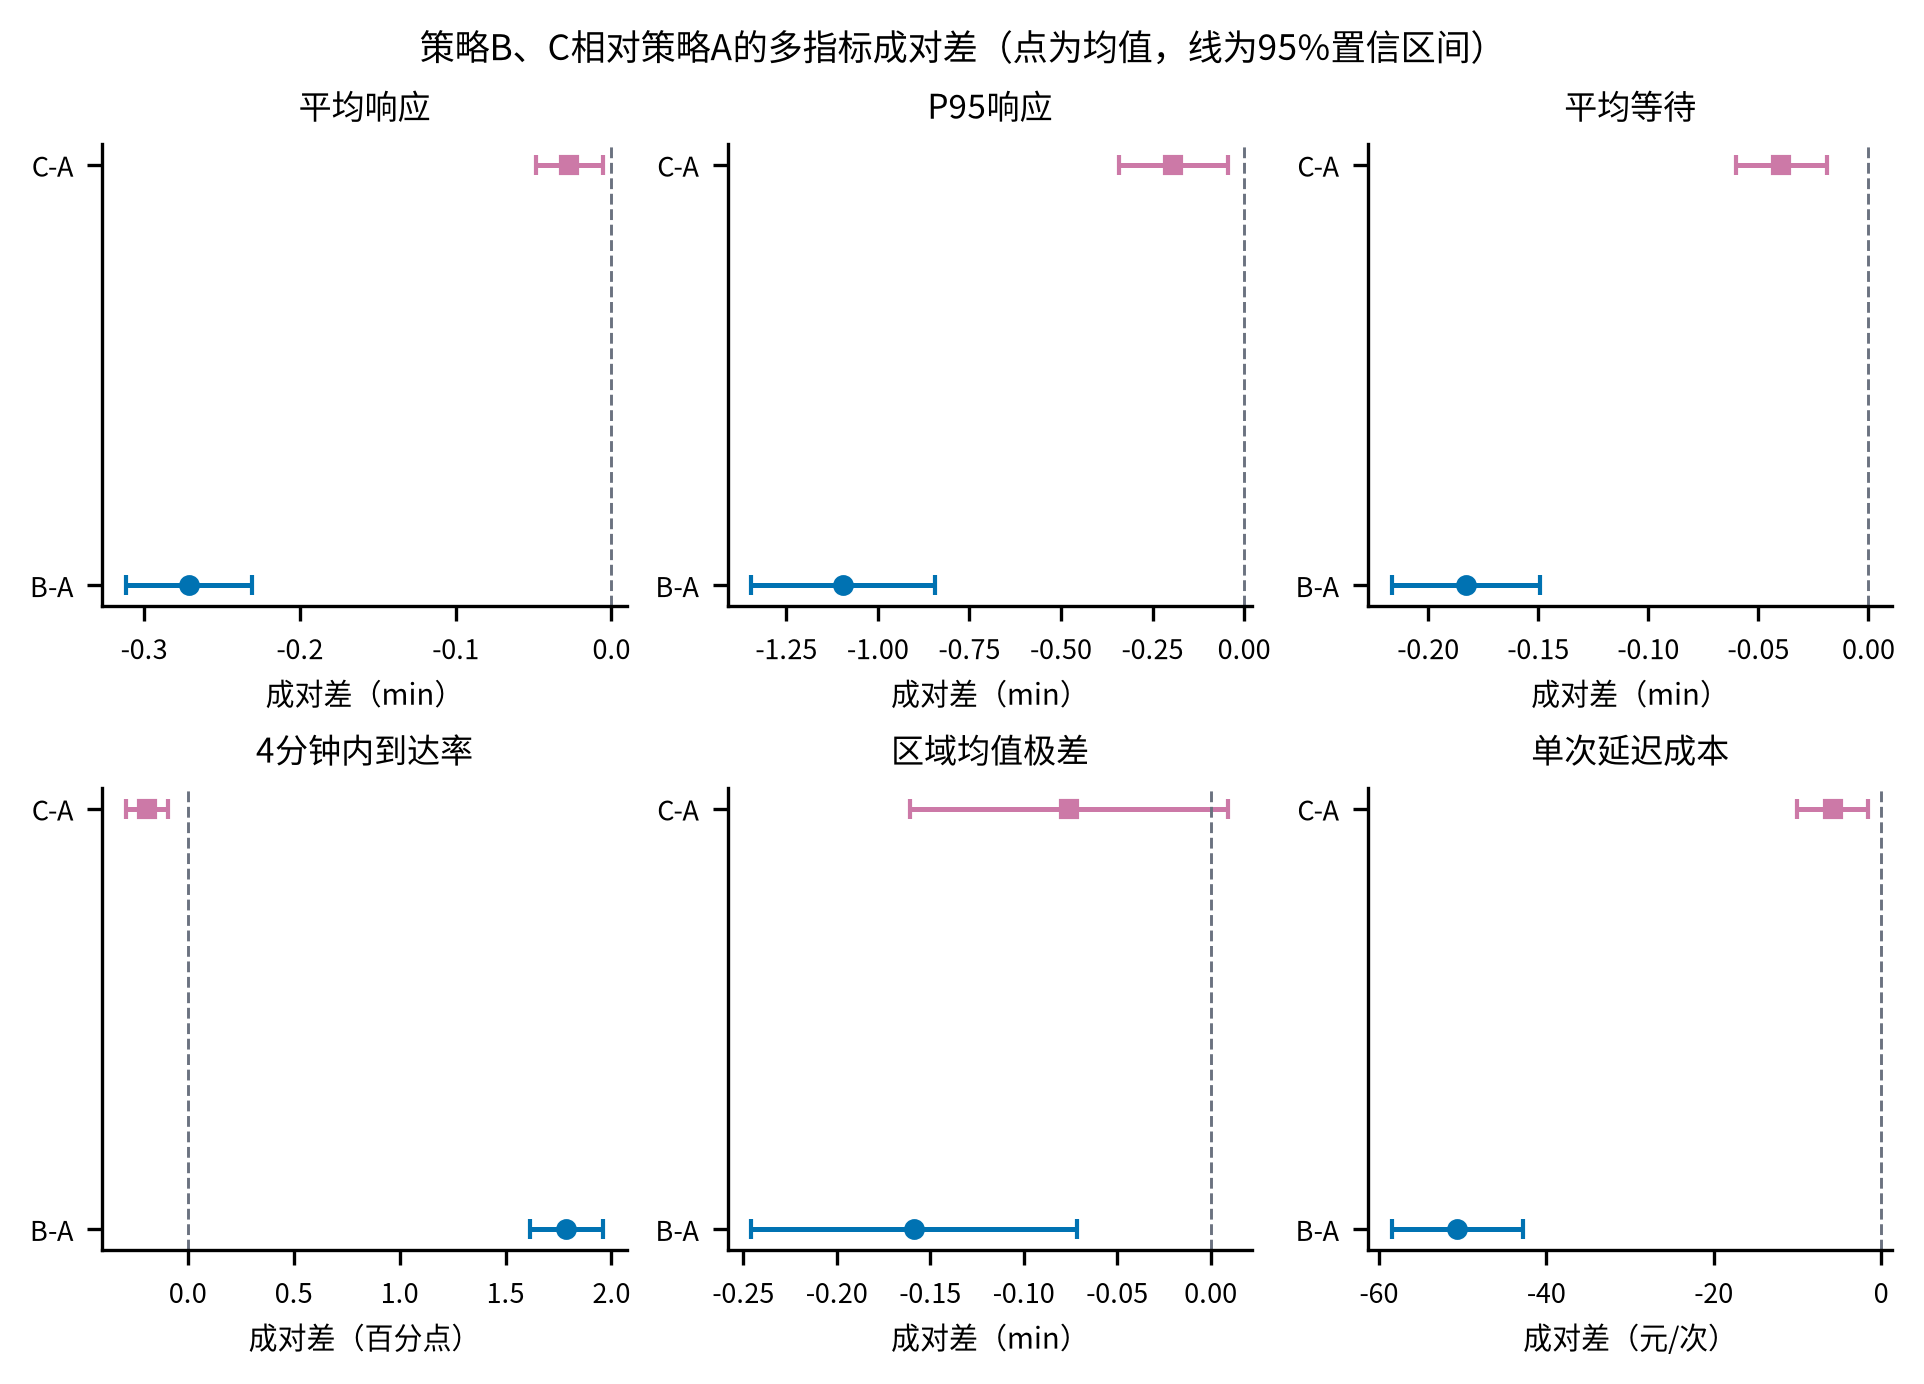 策略B、C相对策略A的多指标成对差（点为均值，线为95%置信区间）
平均响应
C-A
B-A
-0.3 -0.2 -0.1 0.0
成对差（min）
P95响应
C-A
B-A
-1.25 -1.00 -0.75 -0.50 -0.25 0.00
成对差（min）
平均等待
C-A
B-A
-0.20 -0.15 -0.10 -0.05 0.00
成对差（min）
4分钟内到达率
C-A
B-A
0.0 0.5 1.0 1.5 2.0
成对差（百分点）
区域均值极差
C-A
B-A
-0.25 -0.20 -0.15 -0.10 -0.05 0.00
成对差（min）
单次延迟成本
C-A
B-A
-60 -40 -20 0
成对差（元/次）